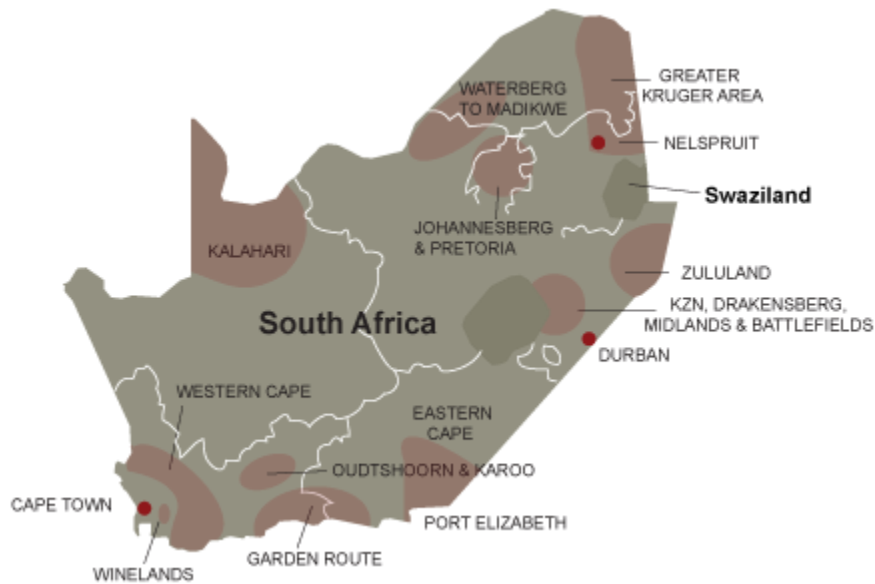 GREATER
KRUGER AREA
WATERBERG
TO MADIKWE
NELSPRUIT
Swaziland
JOHANNESBERG
& PRETORIA
KALAHARI
ZULULAND
KZN, DRAKENSBERG,
MIDLANDS & BATTLEFIELDS
South Africa
DURBAN
WESTERN CAPE
EASTERN
CAPE
OUDTSHOORN & KAROO
CAPE TOWN
PORT ELIZABETH
GARDEN ROUTE
WINELANDS